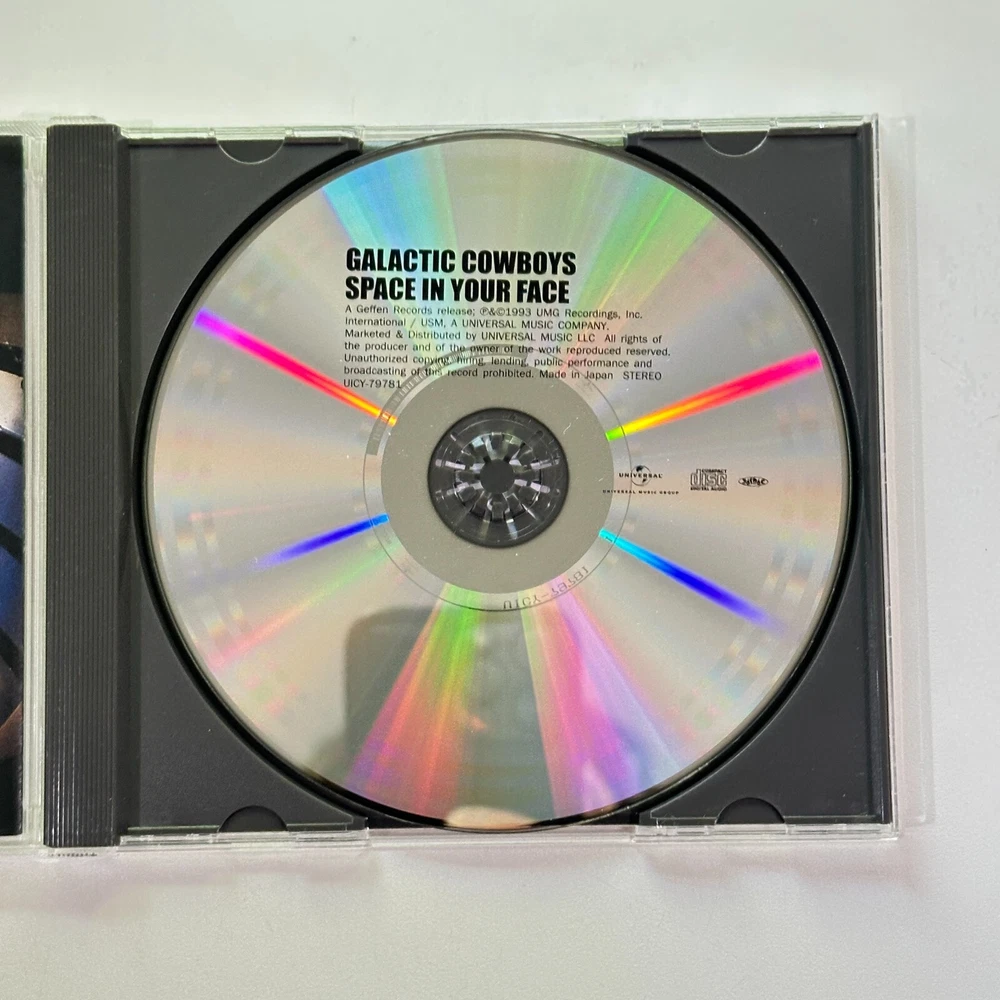 GALACTIC COWBOYS
SPACE IN YOUR FACE
A Geffen Records release; ℗&©1993 UMG Recordings, Inc.
International / USM, A UNIVERSAL MUSIC COMPANY.
Marketed & Distributed by UNIVERSAL MUSIC LLC All rights of
the producer and of the owner of the work reproduced reserved.
Unauthorized copying, hiring, lending, public performance and
broadcasting of this record prohibited. Made in Japan STEREO
UICY-79781
UNIVERSAL
UNIVERSAL MUSIC GROUP
COMPACT
disc
DIGITAL AUDIO